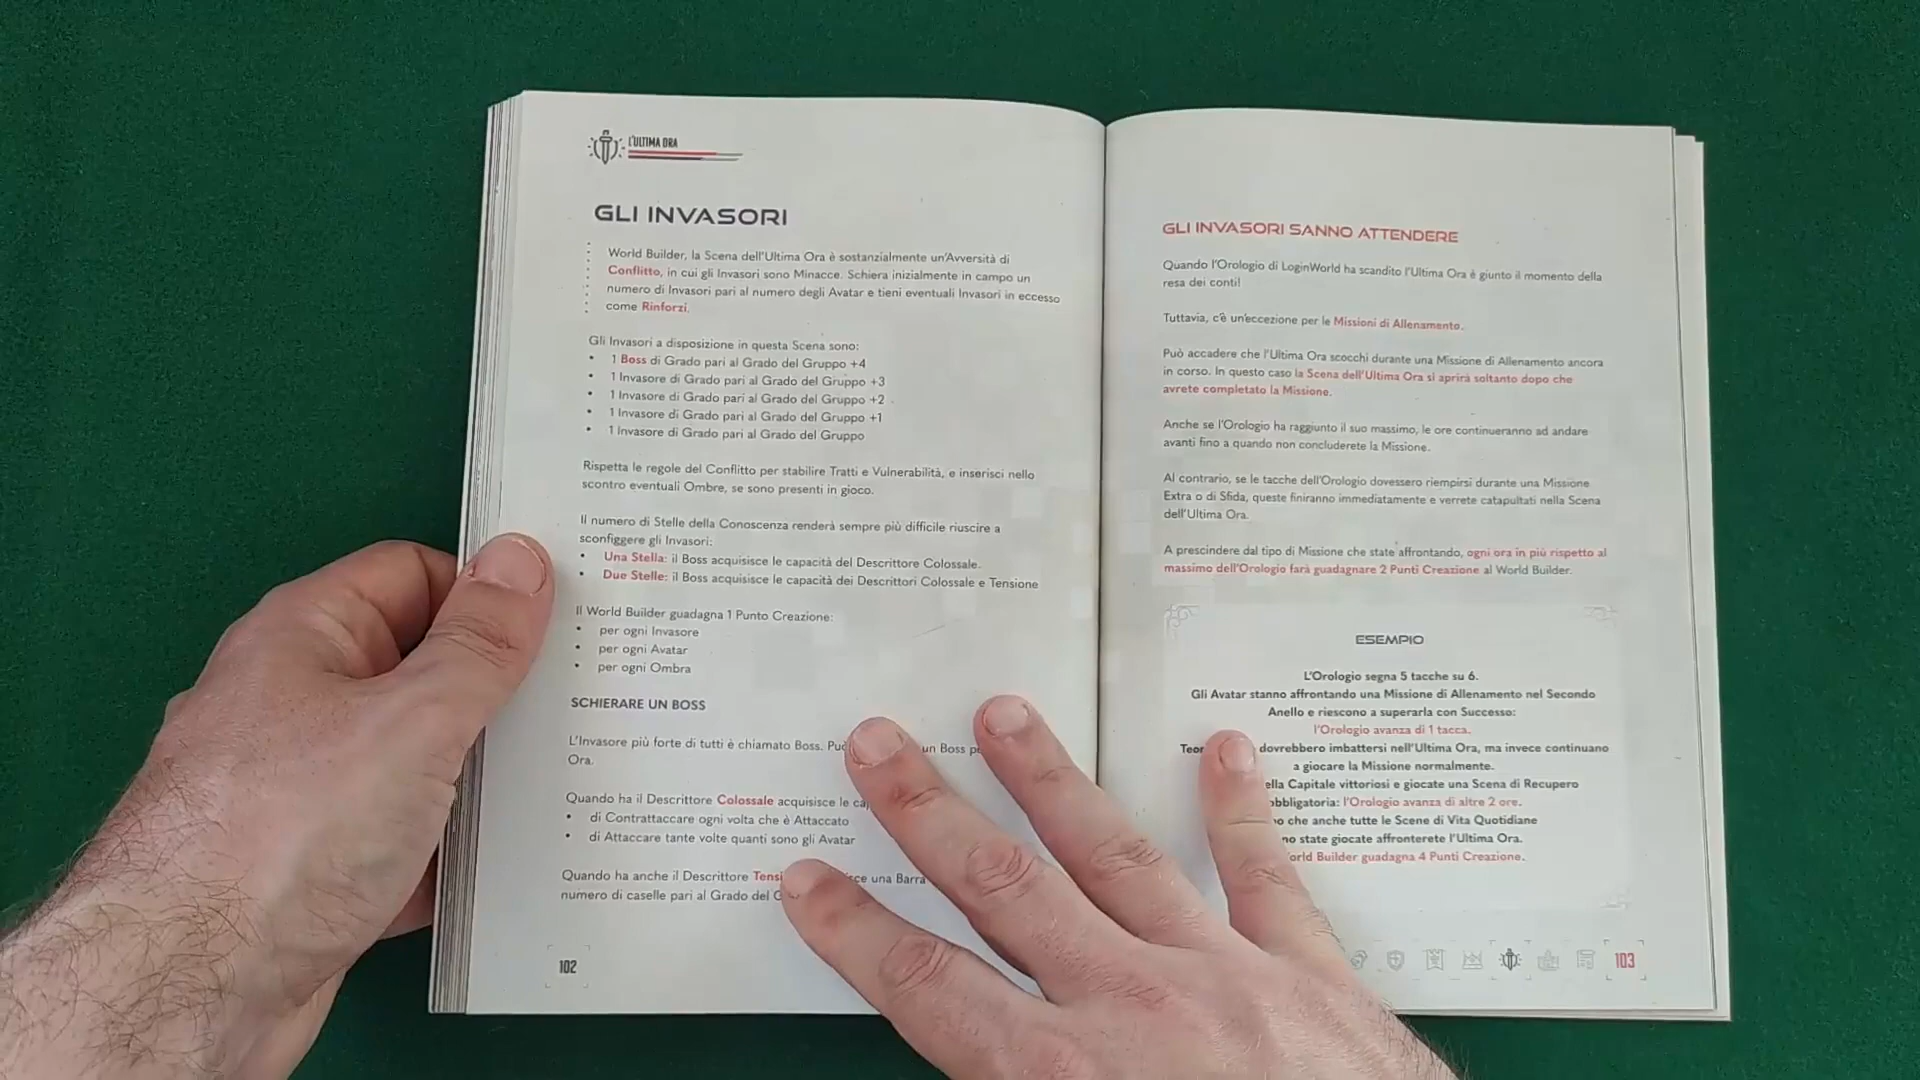 L'ULTIMA ORA
GLI INVASORI
World Builder, la Scena dell'Ultima Ora è sostanzialmente un'Avversità di
Conflitto, in cui gli Invasori sono Minacce. Schiera inizialmente in campo un
numero di Invasori pari al numero degli Avatar e tieni eventuali Invasori in eccesso
come Rinforzi.
Gli Invasori a disposizione in questa Scena sono:
• 1 Boss di Grado pari al Grado del Gruppo +4
• 1 Invasore di Grado pari al Grado del Gruppo +3
• 1 Invasore di Grado pari al Grado del Gruppo +2
• 1 Invasore di Grado pari al Grado del Gruppo +1
• 1 Invasore di Grado pari al Grado del Gruppo
Rispetta le regole del Conflitto per stabilire Tratti e Vulnerabilità, e inserisci nello
scontro eventuali Ombre, se sono presenti in gioco.
Il numero di Stelle della Conoscenza renderà sempre più difficile riuscire a
sconfiggere gli Invasori:
• Una Stella: il Boss acquisisce le capacità del Descrittore Colossale.
• Due Stelle: il Boss acquisisce le capacità dei Descrittori Colossale e Tensione
Il World Builder guadagna 1 Punto Creazione:
• per ogni Invasore
• per ogni Avatar
• per ogni Ombra
SCHIERARE UN BOSS
L'Invasore più forte di tutti è chiamato Boss. un Boss
Ora.
Quando ha il Descrittore Colossale acquisisce le
• di Contrattaccare ogni volta che è Attaccato
• di Attaccare tante volte quanti sono gli Avatar
Quando ha anche il Descrittore una Barra
numero di caselle pari al Grado del
102
GLI INVASORI SANNO ATTENDERE
Quando l'Orologio di LoginWorld ha scandito l'Ultima Ora è giunto il momento della
resa dei conti!
Tuttavia, c'è un'eccezione per le Missioni di Allenamento.
Può accadere che l'Ultima Ora scocchi durante una Missione di Allenamento ancora
in corso. In questo caso la Scena dell'Ultima Ora si aprirà soltanto dopo che
avrete completato la Missione.
Anche se l'Orologio ha raggiunto il suo massimo, le ore continueranno ad andare
avanti fino a quando non concluderete la Missione.
Al contrario, se le tacche dell'Orologio dovessero riempirsi durante una Missione
Extra o di Sfida, queste finiranno immediatamente e verrete catapultati nella Scena
dell'Ultima Ora.
A prescindere dal tipo di Missione che state affrontando, ogni ora in più rispetto al
massimo dell'Orologio farà guadagnare 2 Punti Creazione al World Builder.
ESEMPIO
L'Orologio segna 5 tacche su 6.
Gli Avatar stanno affrontando una Missione di Allenamento nel Secondo
Anello e riescono a superarla con Successo:
l'Orologio avanza di 1 tacca.
dovrebbero imbattersi nell'Ultima Ora, ma invece continuano
a giocare la Missione normalmente.
Capitale vittoriosi e giocate una Scena di Recupero
obbligatoria: l'Orologio avanza di altre 2 ore.
che anche tutte le Scene di Vita Quotidiane
state giocate affronterete l'Ultima Ora.
World Builder guadagna 4 Punti Creazione.
103